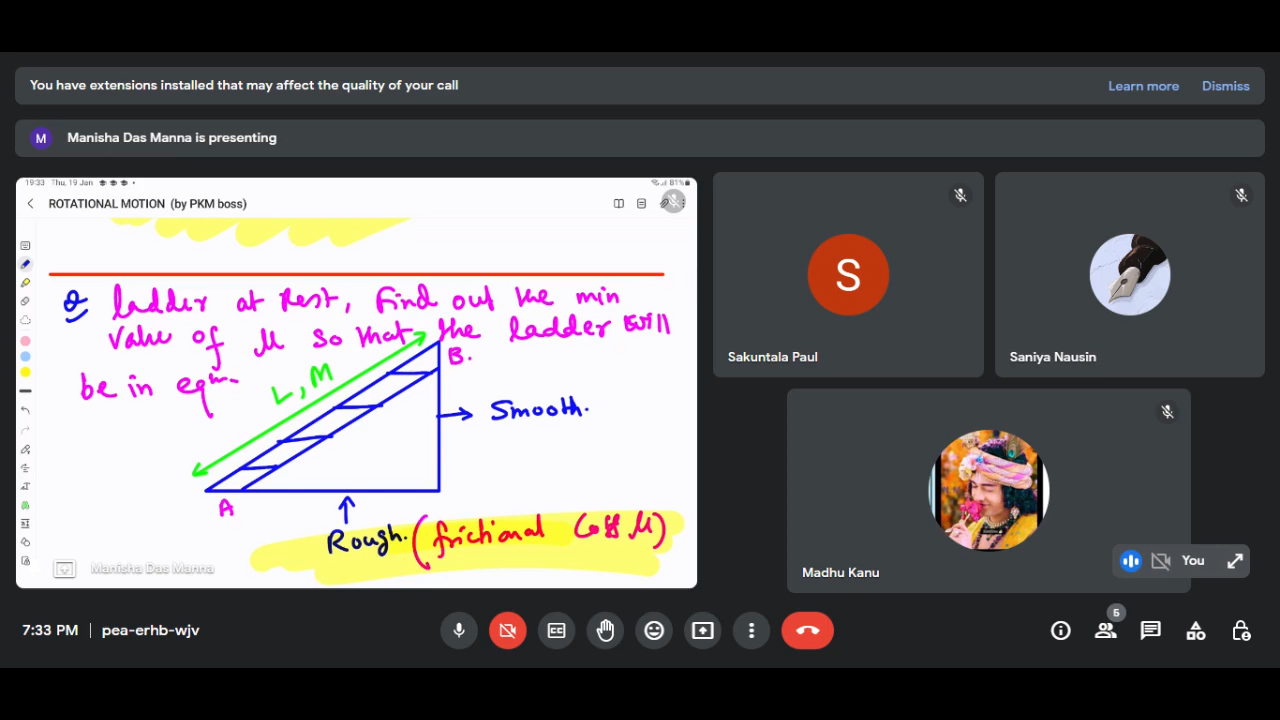 You have extensions installed that may affect the quality of your call
Learn more
Dismiss
M
Manisha Das Manna is presenting
19:33 Thu, 19 Jan
81%
ROTATIONAL MOTION (by PKM boss)
Q ladder at Rest, Find out the min
Value of μ so that the ladder will
be in eqm
L, M
B.
Smooth.
A
Rough. (frictional Coff μ)
Manisha Das Manna
S
Sakuntala Paul
Saniya Nausin
Madhu Kanu
You
7:33 PM | pea-erhb-wjv
5